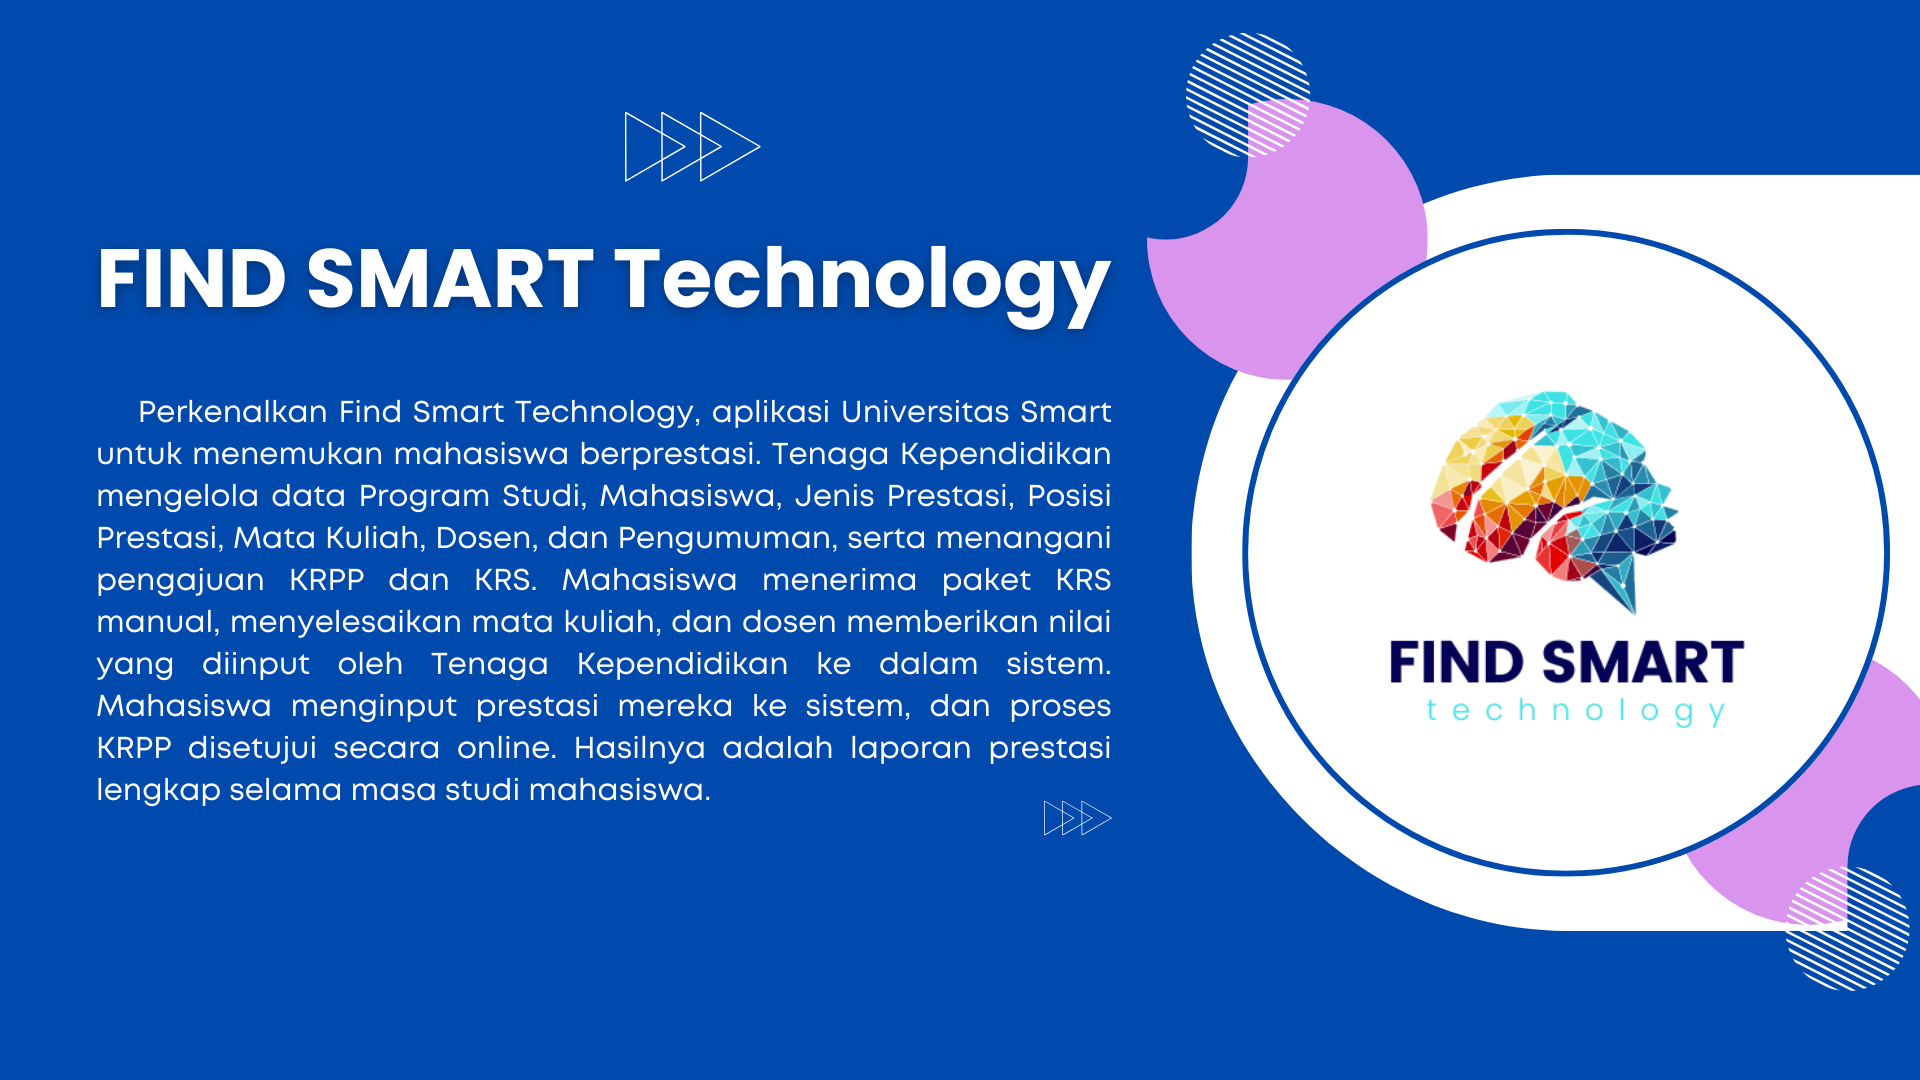 FIND SMART Technology
Perkenalkan Find Smart Technology, aplikasi Universitas Smart
untuk menemukan mahasiswa berprestasi. Tenaga Kependidikan
mengelola data Program Studi, Mahasiswa, Jenis Prestasi, Posisi
Prestasi, Mata Kuliah, Dosen, dan Pengumuman, serta menangani
pengajuan KRPP dan KRS. Mahasiswa menerima paket KRS
manual, menyelesaikan mata kuliah, dan dosen memberikan nilai
yang diinput oleh Tenaga Kependidikan ke dalam sistem.
Mahasiswa menginput prestasi mereka ke sistem, dan proses
KRPP disetujui secara online. Hasilnya adalah laporan prestasi
lengkap selama masa studi mahasiswa.
FIND SMART
technology